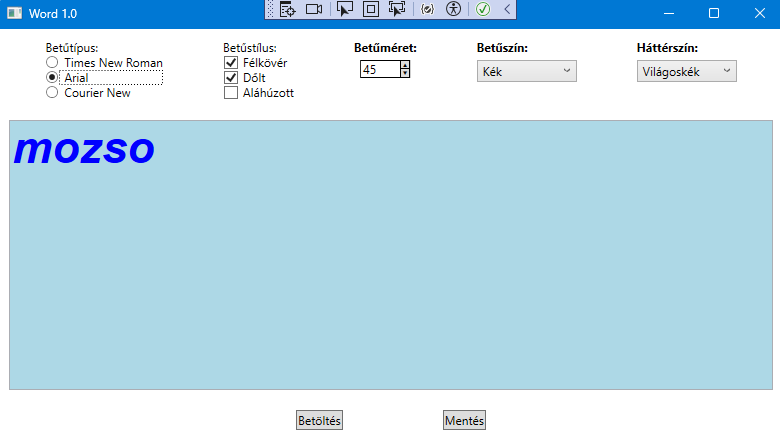 Word 1.0
Betűtípus:
Times New Roman
Arial
Courier New
Betűstílus:
Félkövér
Dőlt
Aláhúzott
Betűméret:
45
Betűszín:
Kék
Háttérszín:
Világoskék
mozso
Betöltés
Mentés